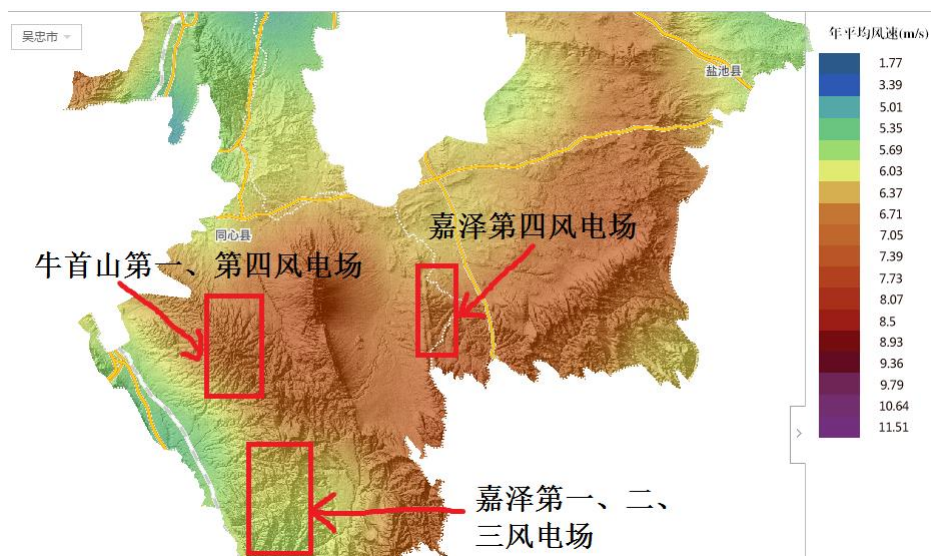 吴忠市
年平均风速(m/s)
盐池县
1.77
3.39
5.01
5.35
5.69
6.03
6.37
6.71
7.05
7.39
7.73
8.07
8.5
8.93
9.36
9.79
10.64
11.51
同心县
嘉泽第四风电场
牛首山第一、第四风电场
嘉泽第一、二、
三风电场